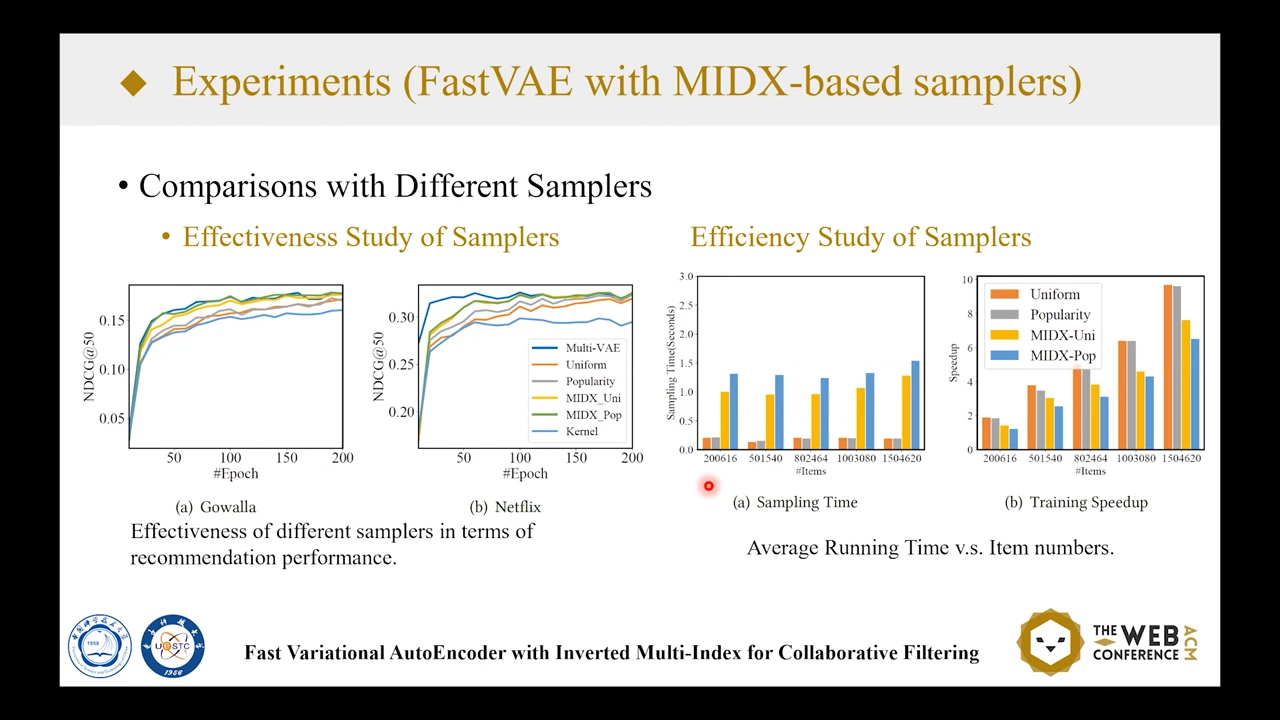 ◆ Experiments (FastVAE with MIDX-based samplers)
• Comparisons with Different Samplers
• Effectiveness Study of Samplers
Efficiency Study of Samplers
NDCG@50
0.15
0.10
0.05
50 100 150 200
#Epoch
(a) Gowalla
NDCG@50
0.30
0.25
0.20
Multi-VAE
Uniform
Popularity
MIDX_Uni
MIDX_Pop
Kernel
50 100 150 200
#Epoch
(b) Netflix
Effectiveness of different samplers in terms of
recommendation performance.
Sampling Time(Seconds)
3.0
2.5
2.0
1.5
1.0
0.5
0.0
200616 501540 802464 1003080 1504620
#Items
(a) Sampling Time
Speedup
10
8
6
4
2
0
Uniform
Popularity
MIDX-Uni
MIDX-Pop
200616 501540 802464 1003080 1504620
#Items
(b) Training Speedup
Average Running Time v.s. Item numbers.
1958
UESTC
1956
Fast Variational AutoEncoder with Inverted Multi-Index for Collaborative Filtering
THE WEB
CONFERENCE
ACM